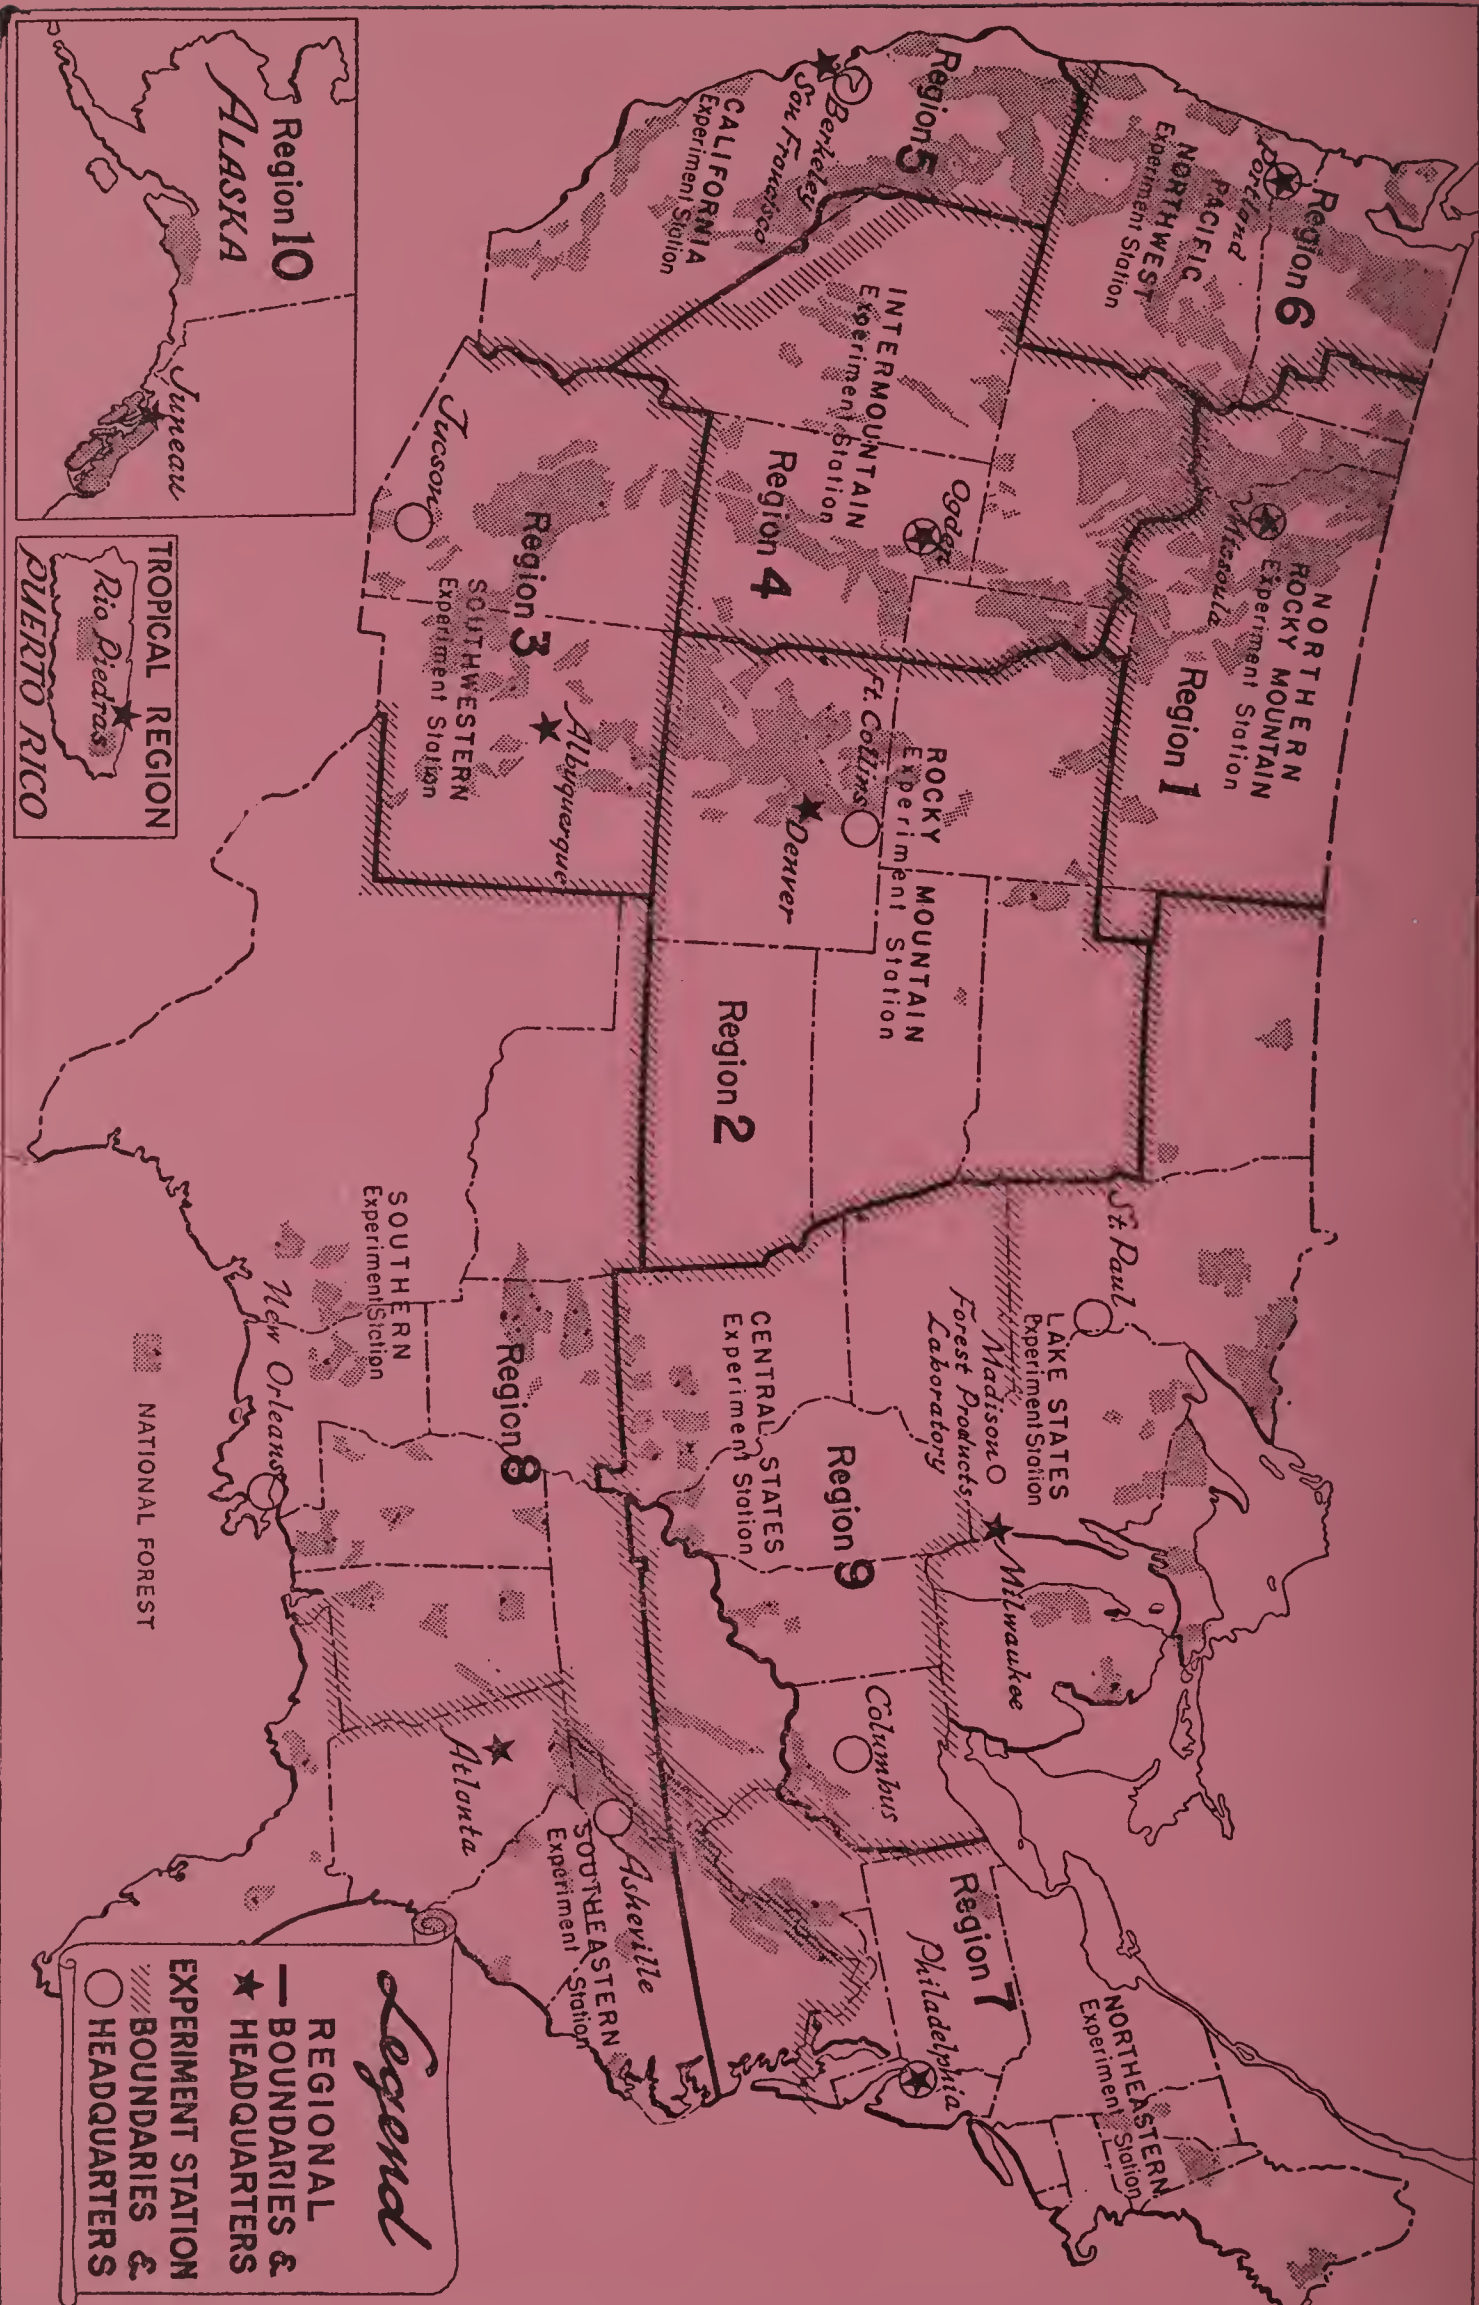 Region 6
Portland
PACIFIC
NORTHWEST
Experiment Station
NORTHERN
ROCKY MOUNTAIN
Experiment Station
Missoula
Region 1
Region 5
Berkeley
San Francisco
CALIFORNIA
Experiment Station
INTERMOUNTAIN
Experiment Station
Ogden
Region 4
ROCKY MOUNTAIN
Experiment Station
Ft. Collins
Denver
Region 2
Region 3
Tucson
SOUTHWESTERN
Experiment Station
Albuquerque
St. Paul
LAKE STATES
Experiment Station
Madison
Forest Products
Laboratory
Milwaukee
Region 9
CENTRAL STATES
Experiment Station
Columbus
Region 7
Philadelphia
NORTHEASTERN
Experiment Station
Region 8
SOUTHERN
Experiment Station
New Orleans
Atlanta
Asheville
SOUTHEASTERN
Experiment Station
Region 10
ALASKA
Juneau
TROPICAL REGION
Rio Piedras
PUERTO RICO
NATIONAL FOREST
Legend
REGIONAL
BOUNDARIES &
HEADQUARTERS
EXPERIMENT STATION
BOUNDARIES &
HEADQUARTERS